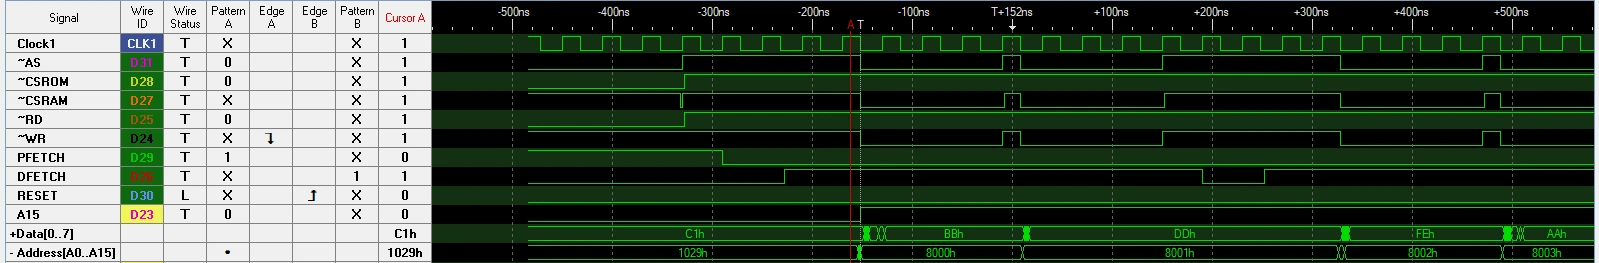 Signal Wire ID Wire Status Pattern A Edge A Edge B Pattern B Cursor A -500ns -400ns -300ns -200ns A T -100ns T+152ns +100ns +200ns +300ns +400ns +500ns
Clock1 CLK1 T X X 1
~AS D31 T 0 X 1
~CSROM D28 T 0 X 1
~CSRAM D27 T X X 1
~RD D25 T 0 X 1
~WR D24 T X X 1
PFETCH D29 T 1 X 0
DFETCH D26 T X 1 1
RESET D30 L X X 0
A15 D23 T 0 X 0
+Data[0..7] C1h C1h BBh DDh FEh AAh
- Address[A0..A15] • 1029h 1029h 8000h 8001h 8002h 8003h